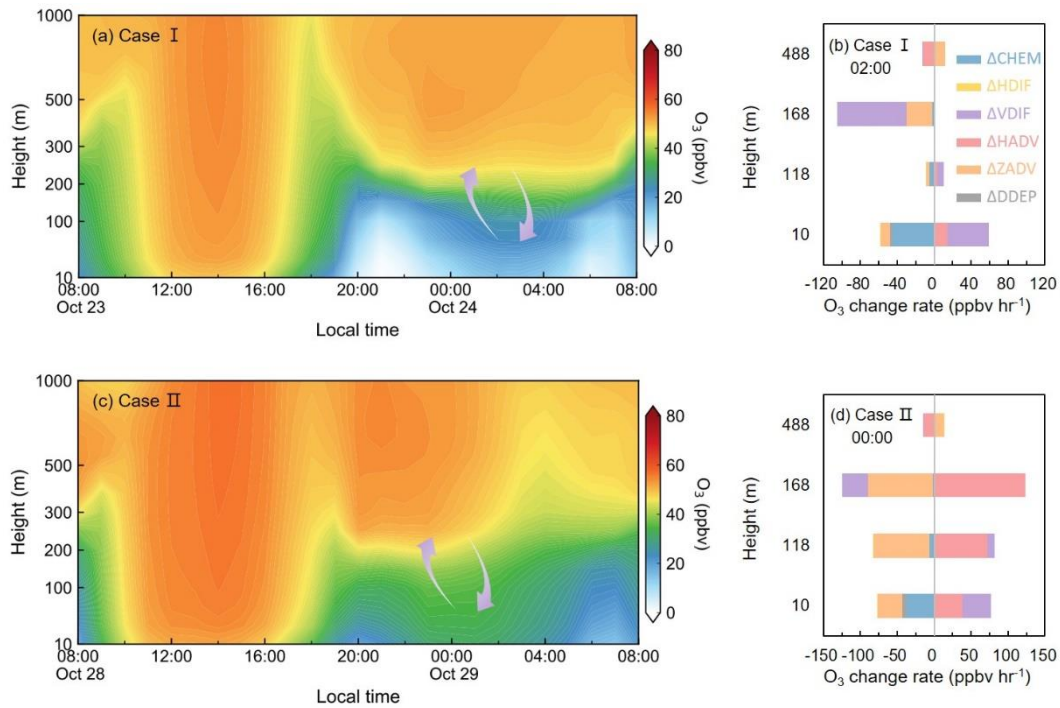 (a) Case Ⅰ
Height (m)
1000
500
300
200
100
10
08:00 12:00 16:00 20:00 00:00 04:00 08:00
Oct 23 Oct 24
Local time
80
60
40
20
0
O₃ (ppbv)
(b) Case Ⅰ
02:00
ΔCHEM
ΔHDIF
ΔVDIF
ΔHADV
ΔZADV
ΔDDEP
Height (m)
488
168
118
10
-120 -80 -40 0 40 80 120
O₃ change rate (ppbv hr⁻¹)
(c) Case Ⅱ
Height (m)
1000
500
300
200
100
10
08:00 12:00 16:00 20:00 00:00 04:00 08:00
Oct 28 Oct 29
Local time
80
60
40
20
0
O₃ (ppbv)
(d) Case Ⅱ
00:00
Height (m)
488
168
118
10
-150 -100 -50 0 50 100 150
O₃ change rate (ppbv hr⁻¹)